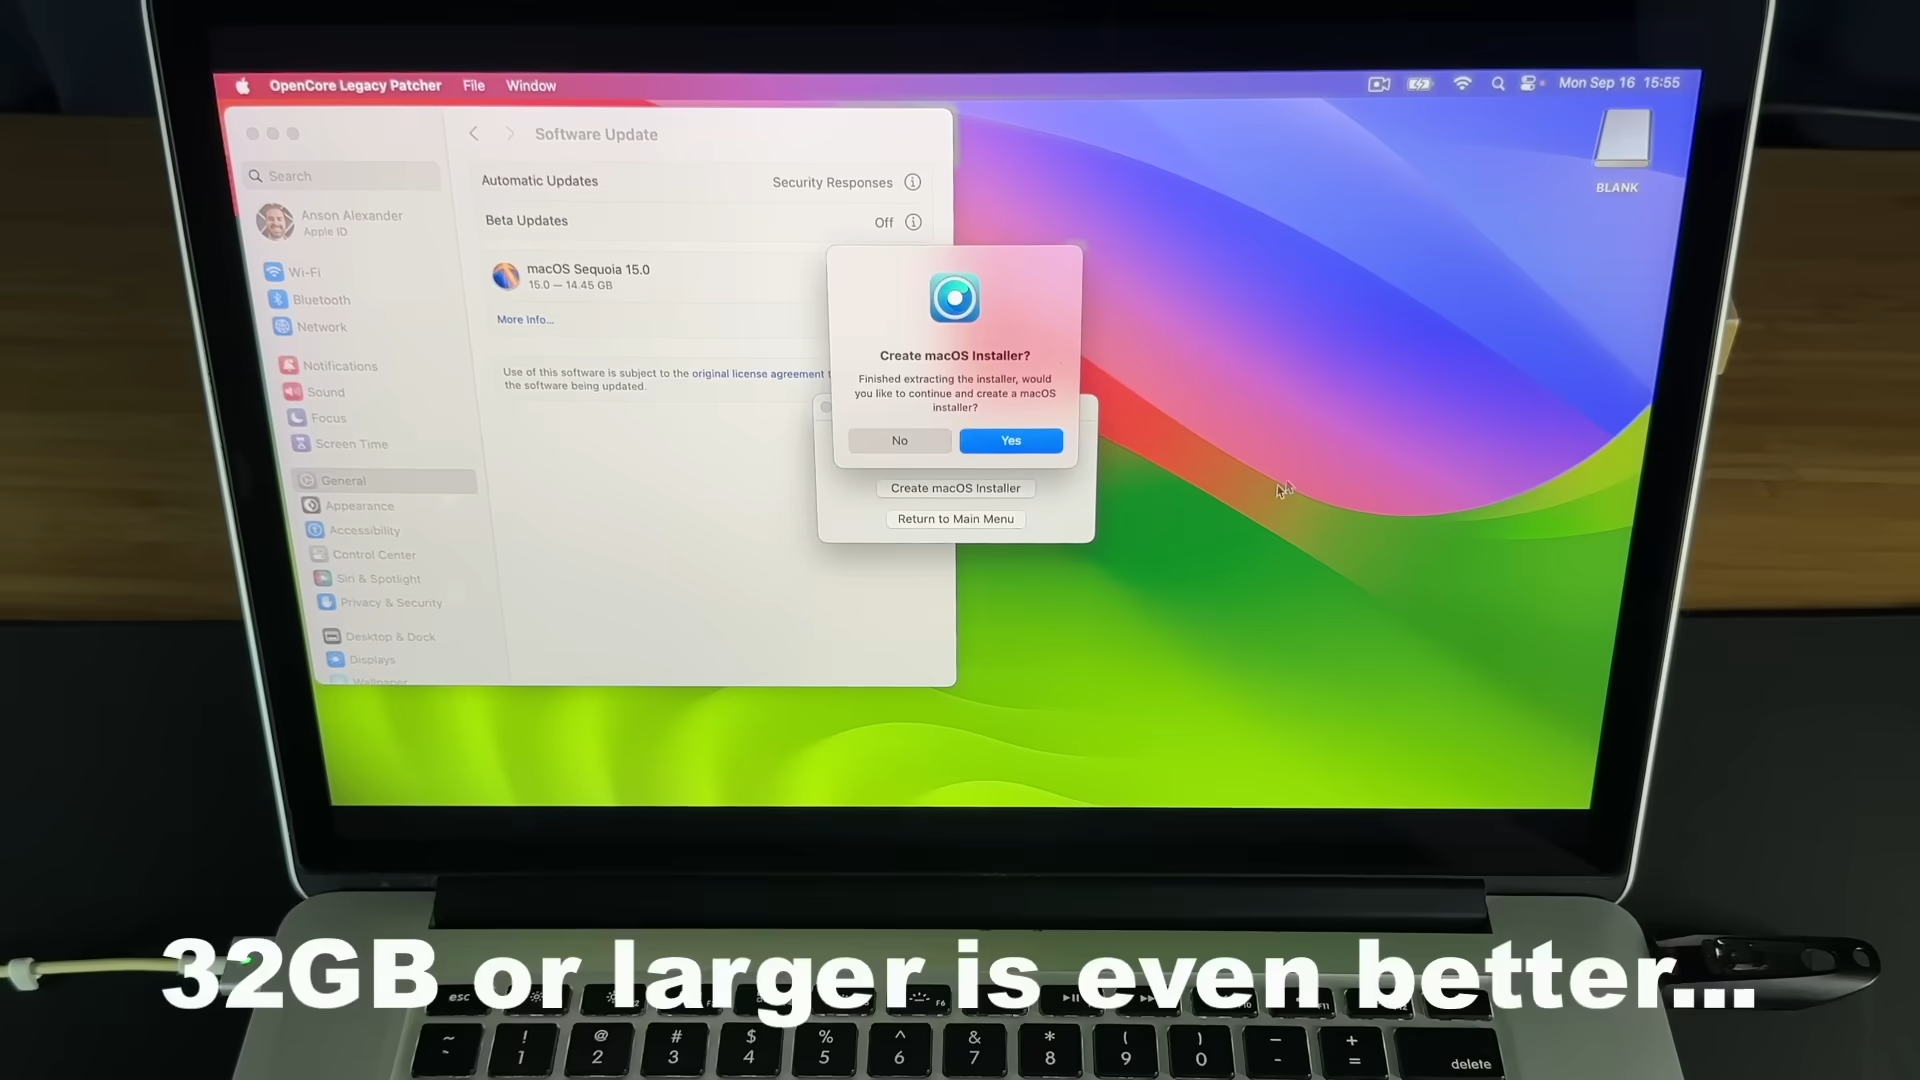 OpenCore Legacy Patcher File Window
Mon Sep 16 15:55
BLANK
Software Update
Search
Anson Alexander
Apple ID
Wi-Fi
Bluetooth
Network
Notifications
Sound
Focus
Screen Time
General
Appearance
Accessibility
Control Center
Siri & Spotlight
Privacy & Security
Desktop & Dock
Displays
Wallpaper
Automatic Updates
Security Responses
Beta Updates
Off
macOS Sequoia 15.0
15.0 — 14.45 GB
More Info...
Use of this software is subject to the original license agreement
the software being updated.
Create macOS Installer?
Finished extracting the installer, would
you like to continue and create a macOS
installer?
No
Yes
Create macOS Installer
Return to Main Menu
32GB or larger is even better...
esc
F6
~ ! @ # $ % ^ & * ( ) - +
` 1 2 3 4 5 6 7 8 9 0 - =
delete